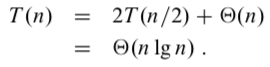 T(n) = 2T(n/2) + Θ(n)
= Θ(n lg n) .